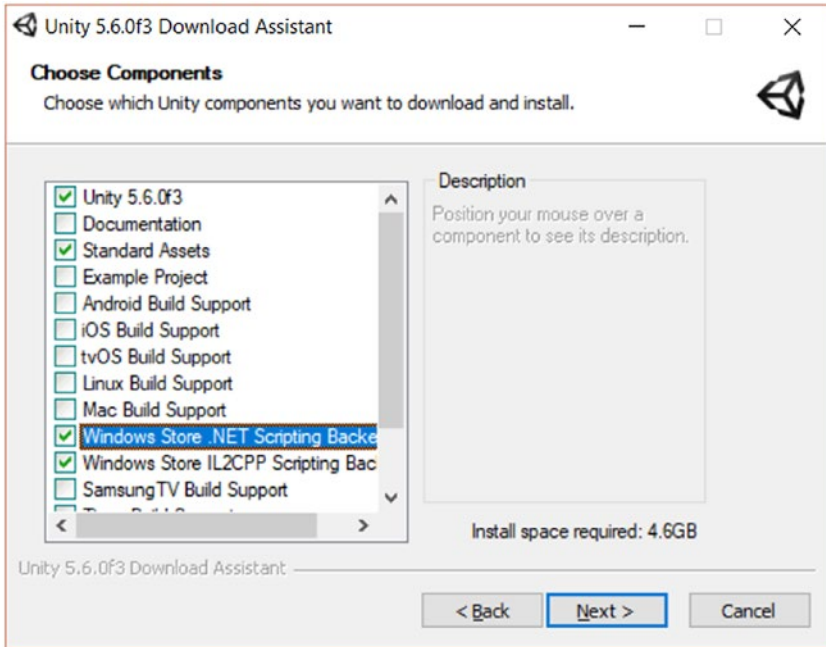 Unity 5.6.0f3 Download Assistant
Choose Components
Choose which Unity components you want to download and install.
Unity 5.6.0f3
Documentation
Standard Assets
Example Project
Android Build Support
iOS Build Support
tvOS Build Support
Linux Build Support
Mac Build Support
Windows Store .NET Scripting Backe
Windows Store IL2CPP Scripting Bac
SamsungTV Build Support
Description
Position your mouse over a
component to see its description.
Install space required: 4.6GB
Unity 5.6.0f3 Download Assistant
< Back
Next >
Cancel